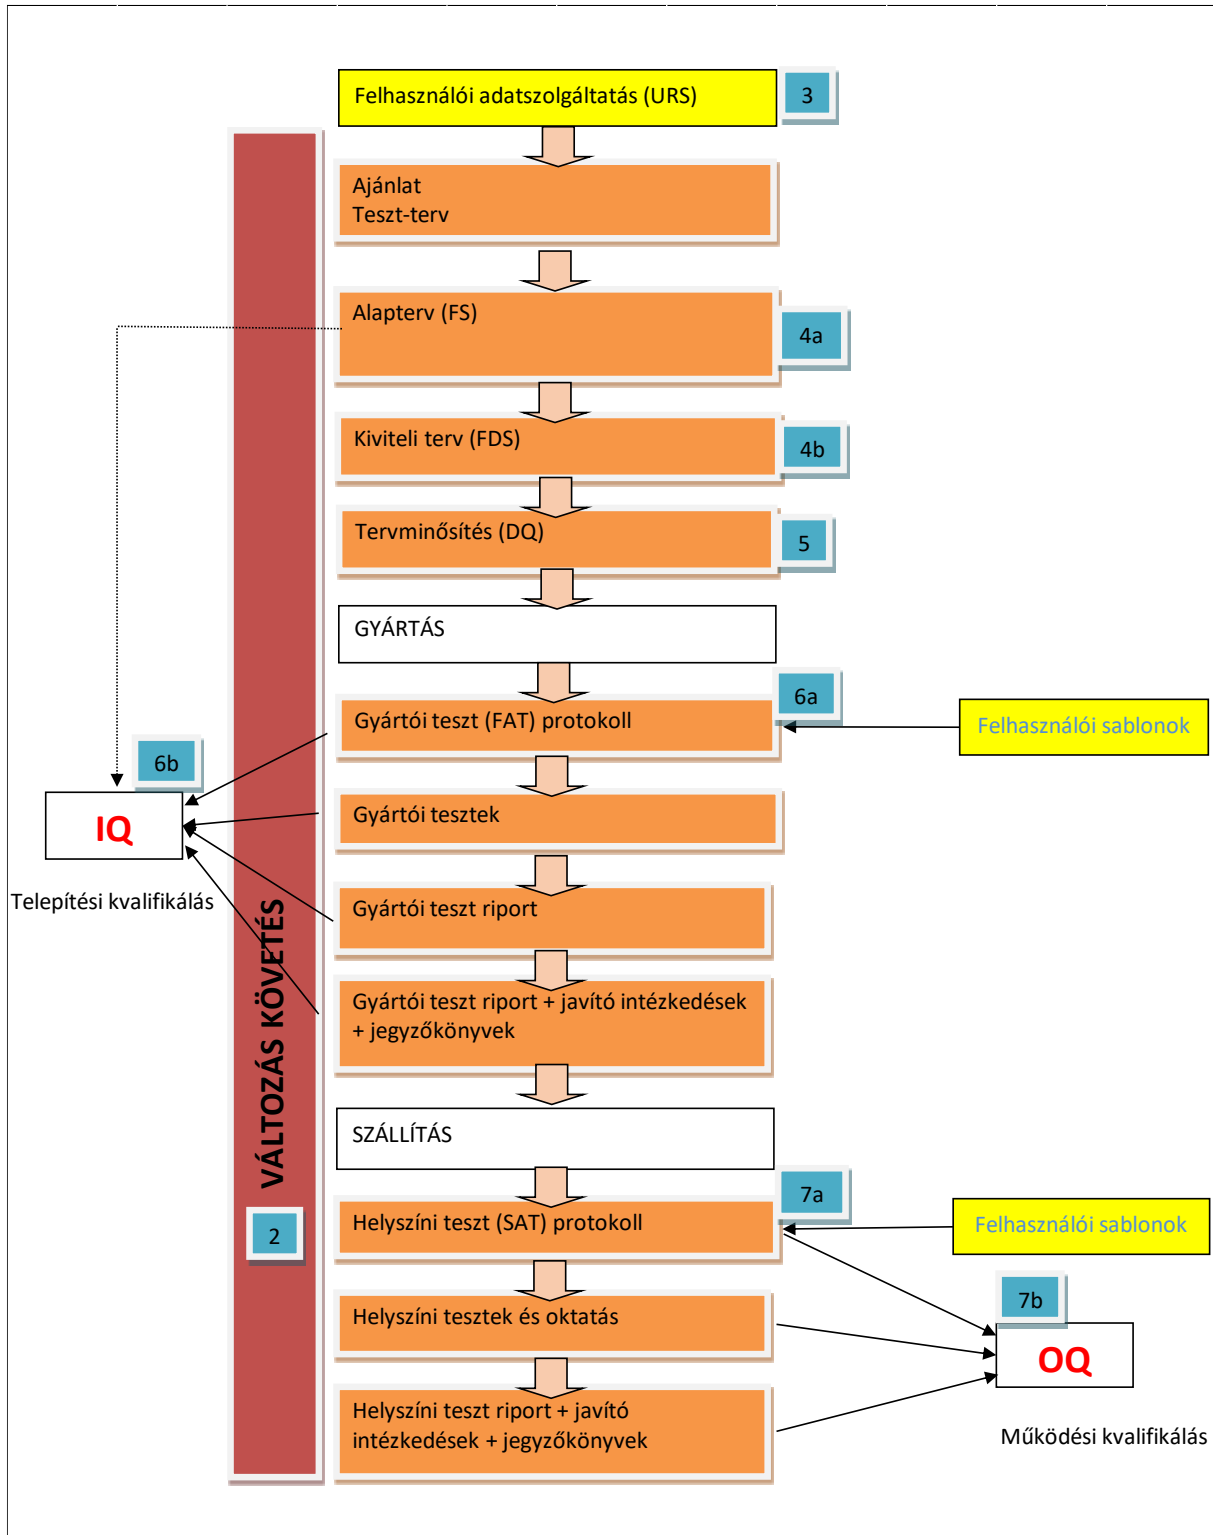 Felhasználói adatszolgáltatás (URS)
3
Ajánlat
Teszt-terv
Alapterv (FS)
4a
Kiviteli terv (FDS)
4b
Tervminősítés (DQ)
5
GYÁRTÁS
6a
Gyártói teszt (FAT) protokoll
Felhasználói sablonok
6b
IQ
Telepítési kvalifikálás
Gyártói tesztek
Gyártói teszt riport
Gyártói teszt riport + javító intézkedések
+ jegyzőkönyvek
VÁLTOZÁS KÖVETÉS
2
SZÁLLÍTÁS
7a
Helyszíni teszt (SAT) protokoll
Felhasználói sablonok
Helyszíni tesztek és oktatás
7b
OQ
Működési kvalifikálás
Helyszíni teszt riport + javító
intézkedések + jegyzőkönyvek